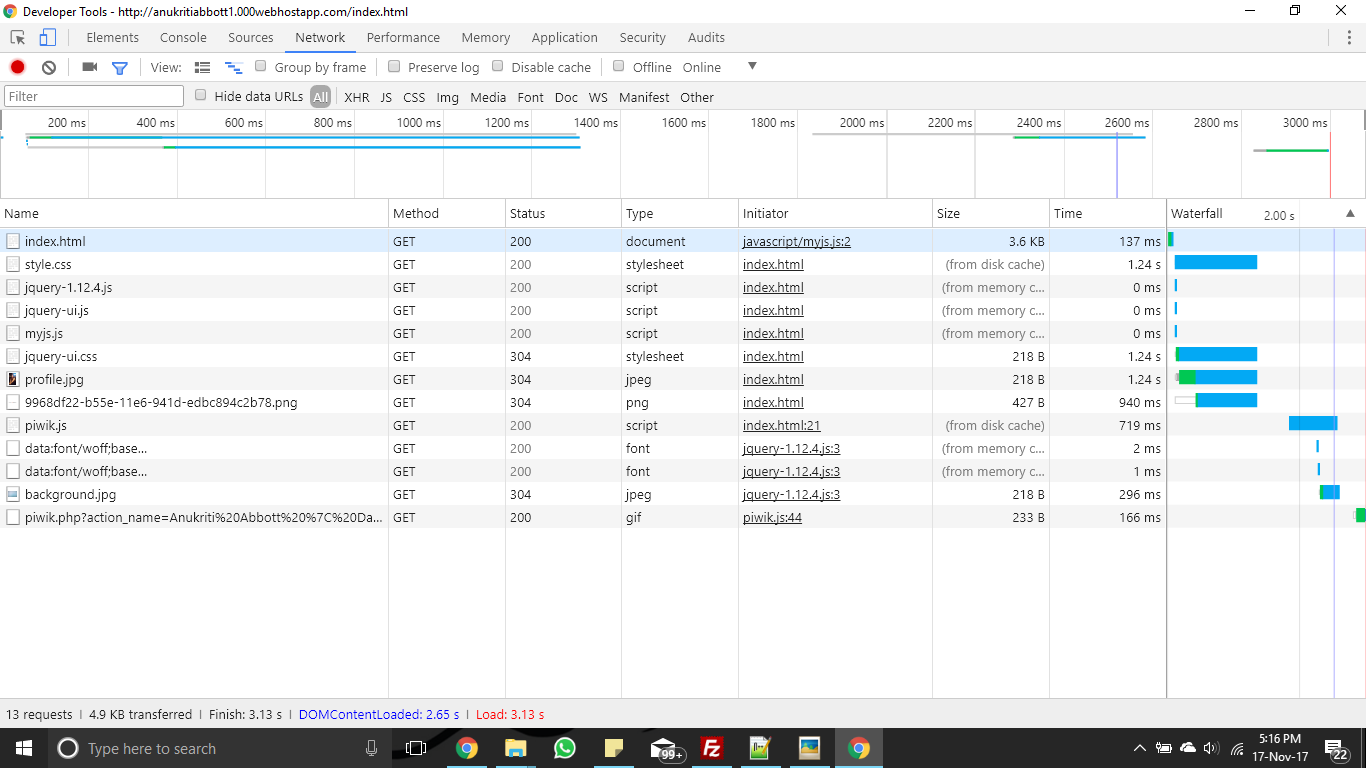 Developer Tools - http://anukritiabbott1.000webhostapp.com/index.html
Elements Console Sources Network Performance Memory Application Security Audits
View: Group by frame Preserve log Disable cache Offline Online
Filter Hide data URLs All XHR JS CSS Img Media Font Doc WS Manifest Other
200 ms 400 ms 600 ms 800 ms 1000 ms 1200 ms 1400 ms 1600 ms 1800 ms 2000 ms 2200 ms 2400 ms 2600 ms 2800 ms 3000 ms
Name Method Status Type Initiator Size Time Waterfall 2.00 s
index.html GET 200 document javascript/myjs.js:2 3.6 KB 137 ms
style.css GET 200 stylesheet index.html (from disk cache) 1.24 s
jquery-1.12.4.js GET 200 script index.html (from memory c... 0 ms
jquery-ui.js GET 200 script index.html (from memory c... 0 ms
myjs.js GET 200 script index.html (from memory c... 0 ms
jquery-ui.css GET 304 stylesheet index.html 218 B 1.24 s
profile.jpg GET 304 jpeg index.html 218 B 1.24 s
9968df22-b55e-11e6-941d-edbc894c2b78.png GET 304 png index.html 427 B 940 ms
piwik.js GET 200 script index.html:21 (from disk cache) 719 ms
data:font/woff;base... GET 200 font jquery-1.12.4.js:3 (from memory c... 2 ms
data:font/woff;base... GET 200 font jquery-1.12.4.js:3 (from memory c... 1 ms
background.jpg GET 304 jpeg jquery-1.12.4.js:3 218 B 296 ms
piwik.php?action_name=Anukriti%20Abbott%20%7C%20Da... GET 200 gif piwik.js:44 233 B 166 ms
13 requests | 4.9 KB transferred | Finish: 3.13 s | DOMContentLoaded: 2.65 s | Load: 3.13 s
Type here to search 99+ Fz 5:16 PM
17-Nov-17 22